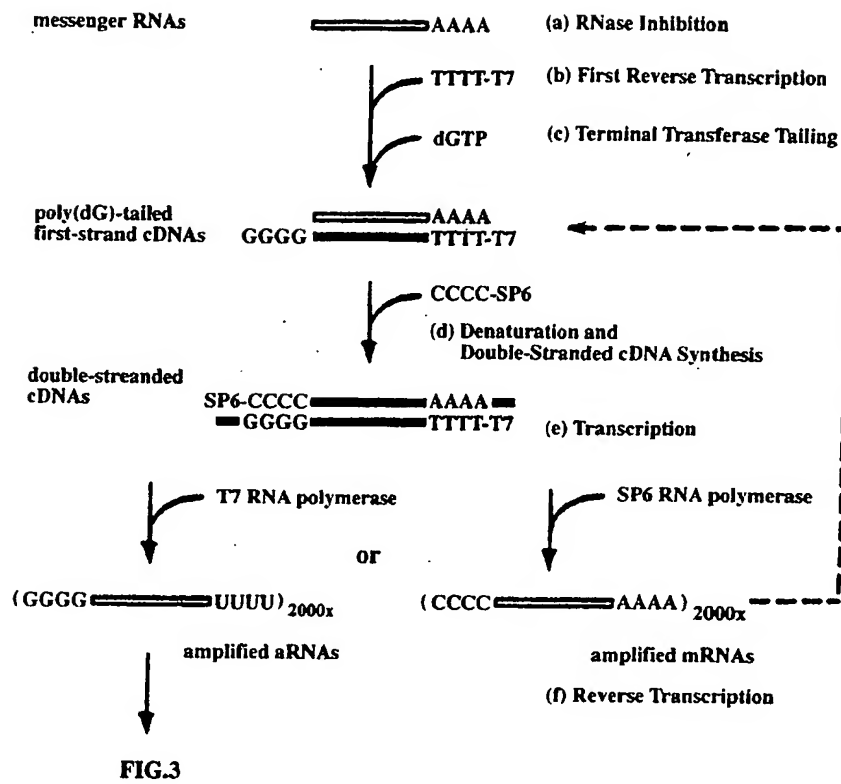 messenger RNAs
AAAA
(a) RNase Inhibition
TTTT-T7
(b) First Reverse Transcription
dGTP
(c) Terminal Transferase Tailing
poly(dG)-tailed
first-strand cDNAs
AAAA
GGGG
TTTT-T7
CCCC-SP6
(d) Denaturation and
Double-Stranded cDNA Synthesis
double-streanded
cDNAs
SP6-CCCC
AAAA
GGGG
TTTT-T7
(e) Transcription
T7 RNA polymerase
SP6 RNA polymerase
or
(GGGG
UUUU)2000x
(CCCC
AAAA)2000x
amplified aRNAs
amplified mRNAs
(f) Reverse Transcription
FIG.3